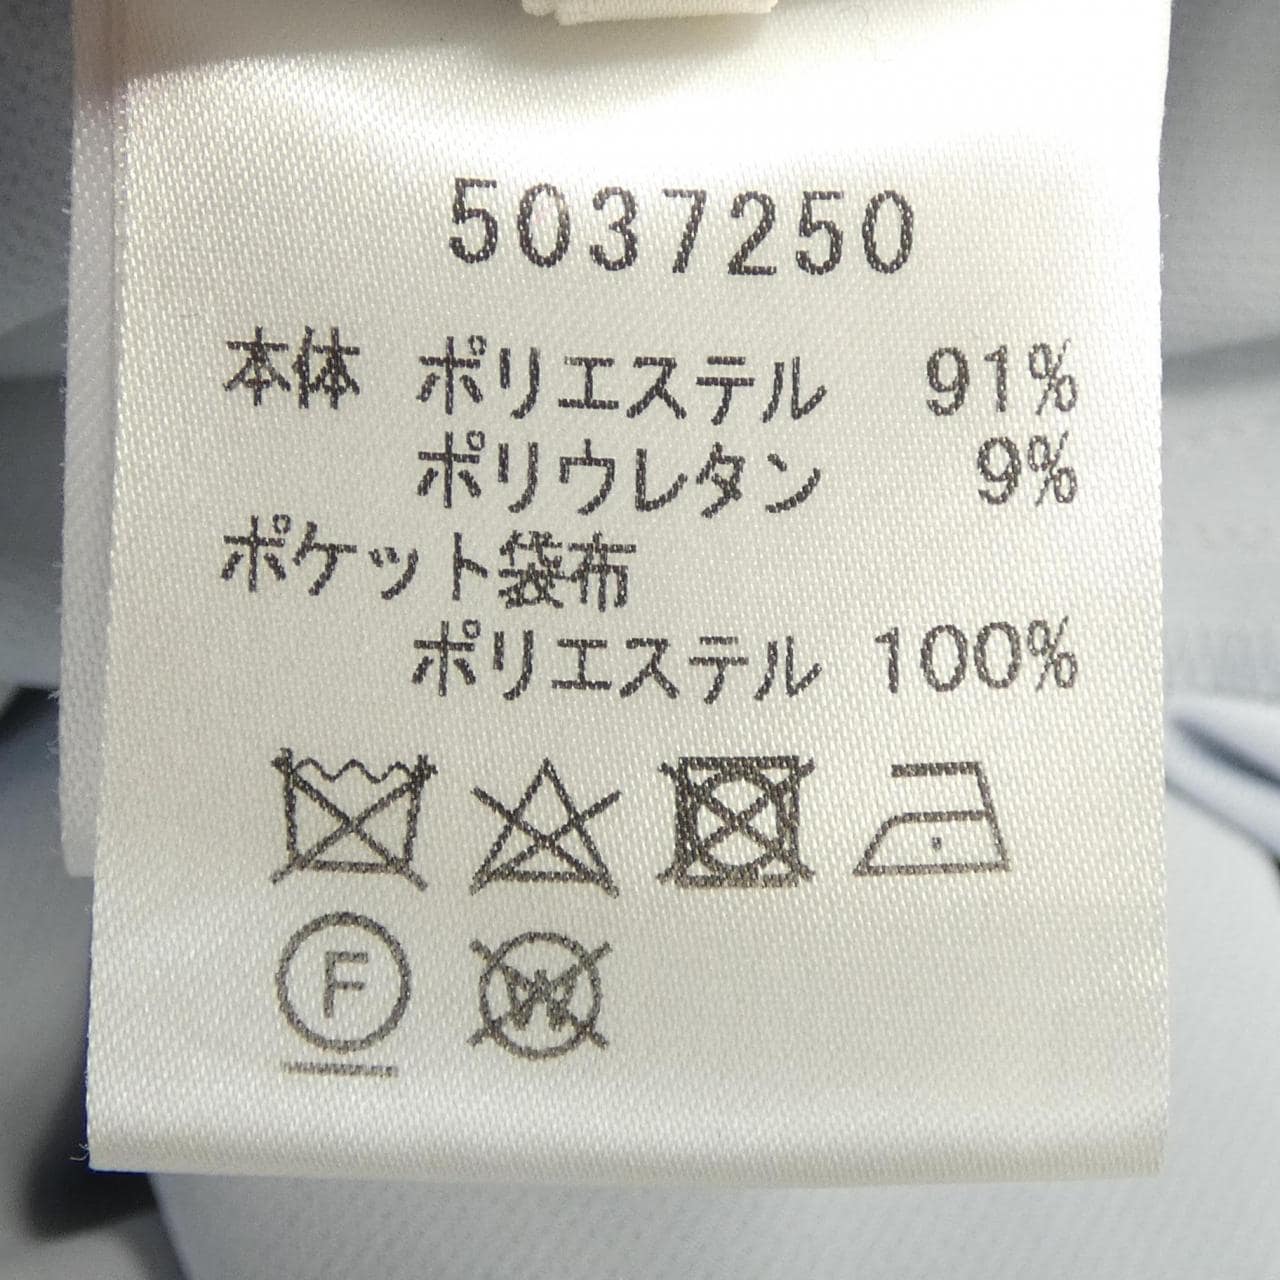 5037250
本体 ポリエステル 91%
ポリウレタン 9%
ポケット袋布
ポリエステル 100%
F W